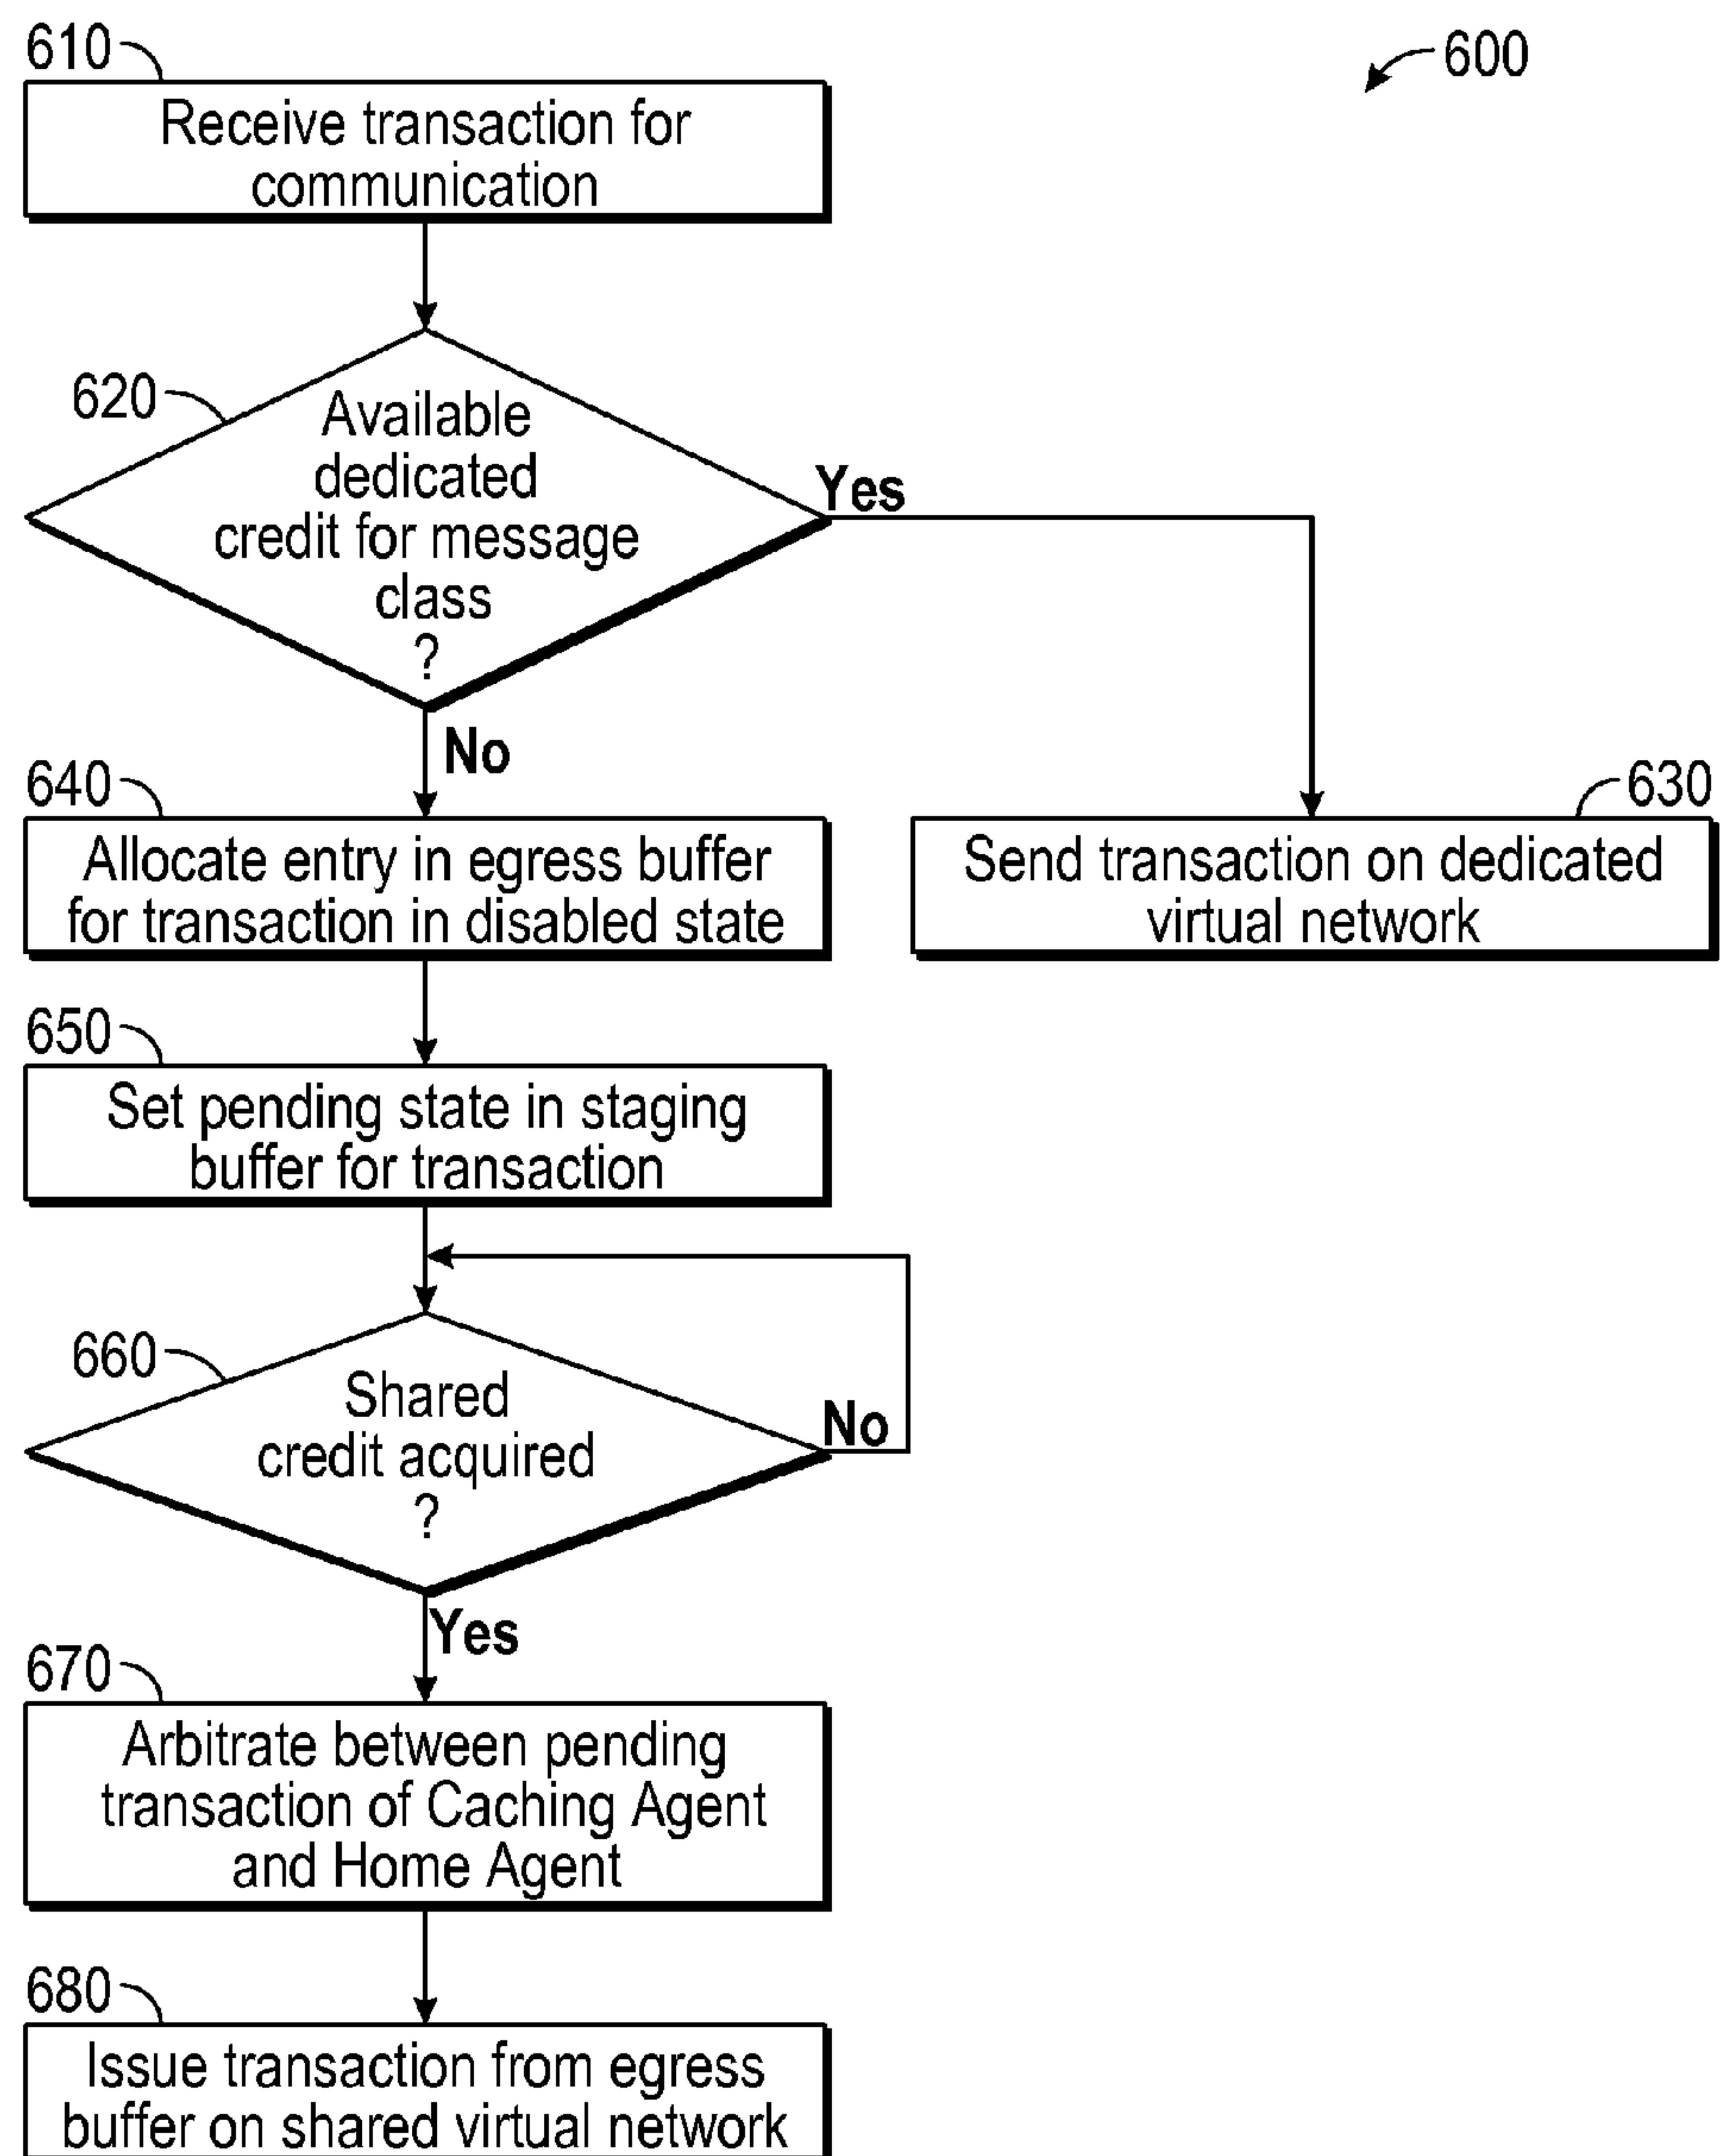 610
600
Receive transaction for
communication
620
Available
dedicated
credit for message
class
?
Yes
No
640
630
Allocate entry in egress buffer
for transaction in disabled state
Send transaction on dedicated
virtual network
650
Set pending state in staging
buffer for transaction
660
Shared
credit acquired
?
No
Yes
670
Arbitrate between pending
transaction of Caching Agent
and Home Agent
680
Issue transaction from egress
buffer on shared virtual network